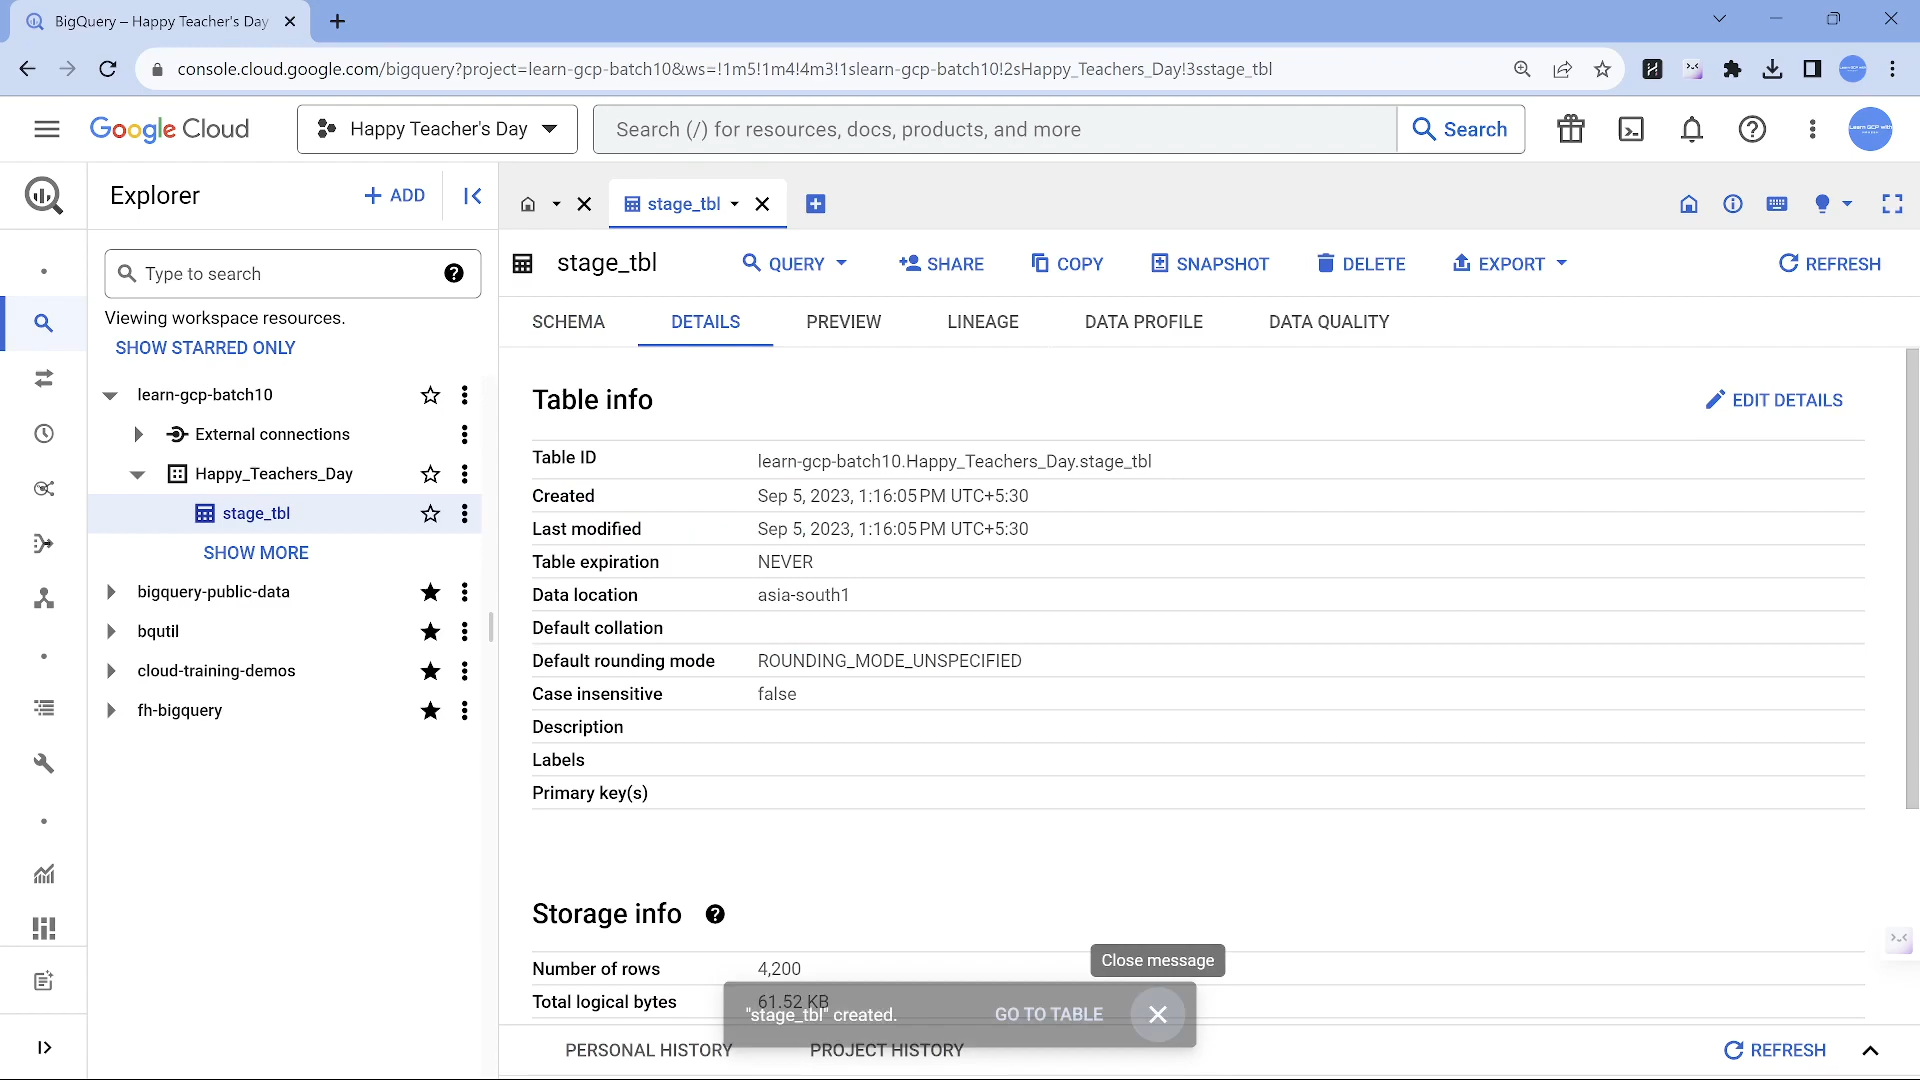 BigQuery – Happy Teacher's Day
console.cloud.google.com/bigquery?project=learn-gcp-batch10&ws=!1m5!1m4!4m3!1slearn-gcp-batch10!2sHappy_Teachers_Day!3sstage_tbl
Google Cloud
Happy Teacher's Day
Search (/) for resources, docs, products, and more
Search
Explorer
+ ADD
stage_tbl
Type to search
stage_tbl
QUERY
SHARE
COPY
SNAPSHOT
DELETE
EXPORT
REFRESH
Viewing workspace resources.
SHOW STARRED ONLY
SCHEMA
DETAILS
PREVIEW
LINEAGE
DATA PROFILE
DATA QUALITY
learn-gcp-batch10
External connections
Happy_Teachers_Day
stage_tbl
SHOW MORE
bigquery-public-data
bqutil
cloud-training-demos
fh-bigquery
Table info
EDIT DETAILS
Table ID learn-gcp-batch10.Happy_Teachers_Day.stage_tbl
Created Sep 5, 2023, 1:16:05 PM UTC+5:30
Last modified Sep 5, 2023, 1:16:05 PM UTC+5:30
Table expiration NEVER
Data location asia-south1
Default collation
Default rounding mode ROUNDING_MODE_UNSPECIFIED
Case insensitive false
Description
Labels
Primary key(s)
Storage info
Close message
Number of rows 4,200
Total logical bytes 61.52 KB
"stage_tbl" created.
GO TO TABLE
PERSONAL HISTORY
PROJECT HISTORY
REFRESH